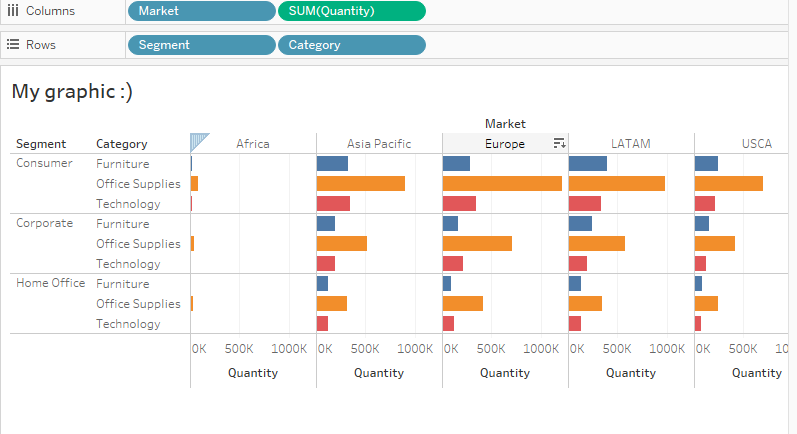 Columns Market SUM(Quantity)
Rows Segment Category
My graphic :)
Market
Segment Category Africa Asia Pacific Europe LATAM USCA
Consumer Furniture
Office Supplies
Technology
Corporate Furniture
Office Supplies
Technology
Home Office Furniture
Office Supplies
Technology
0K 500K 1000K 0K 500K 1000K 0K 500K 1000K 0K 500K 1000K 0K 500K
Quantity Quantity Quantity Quantity Quantity